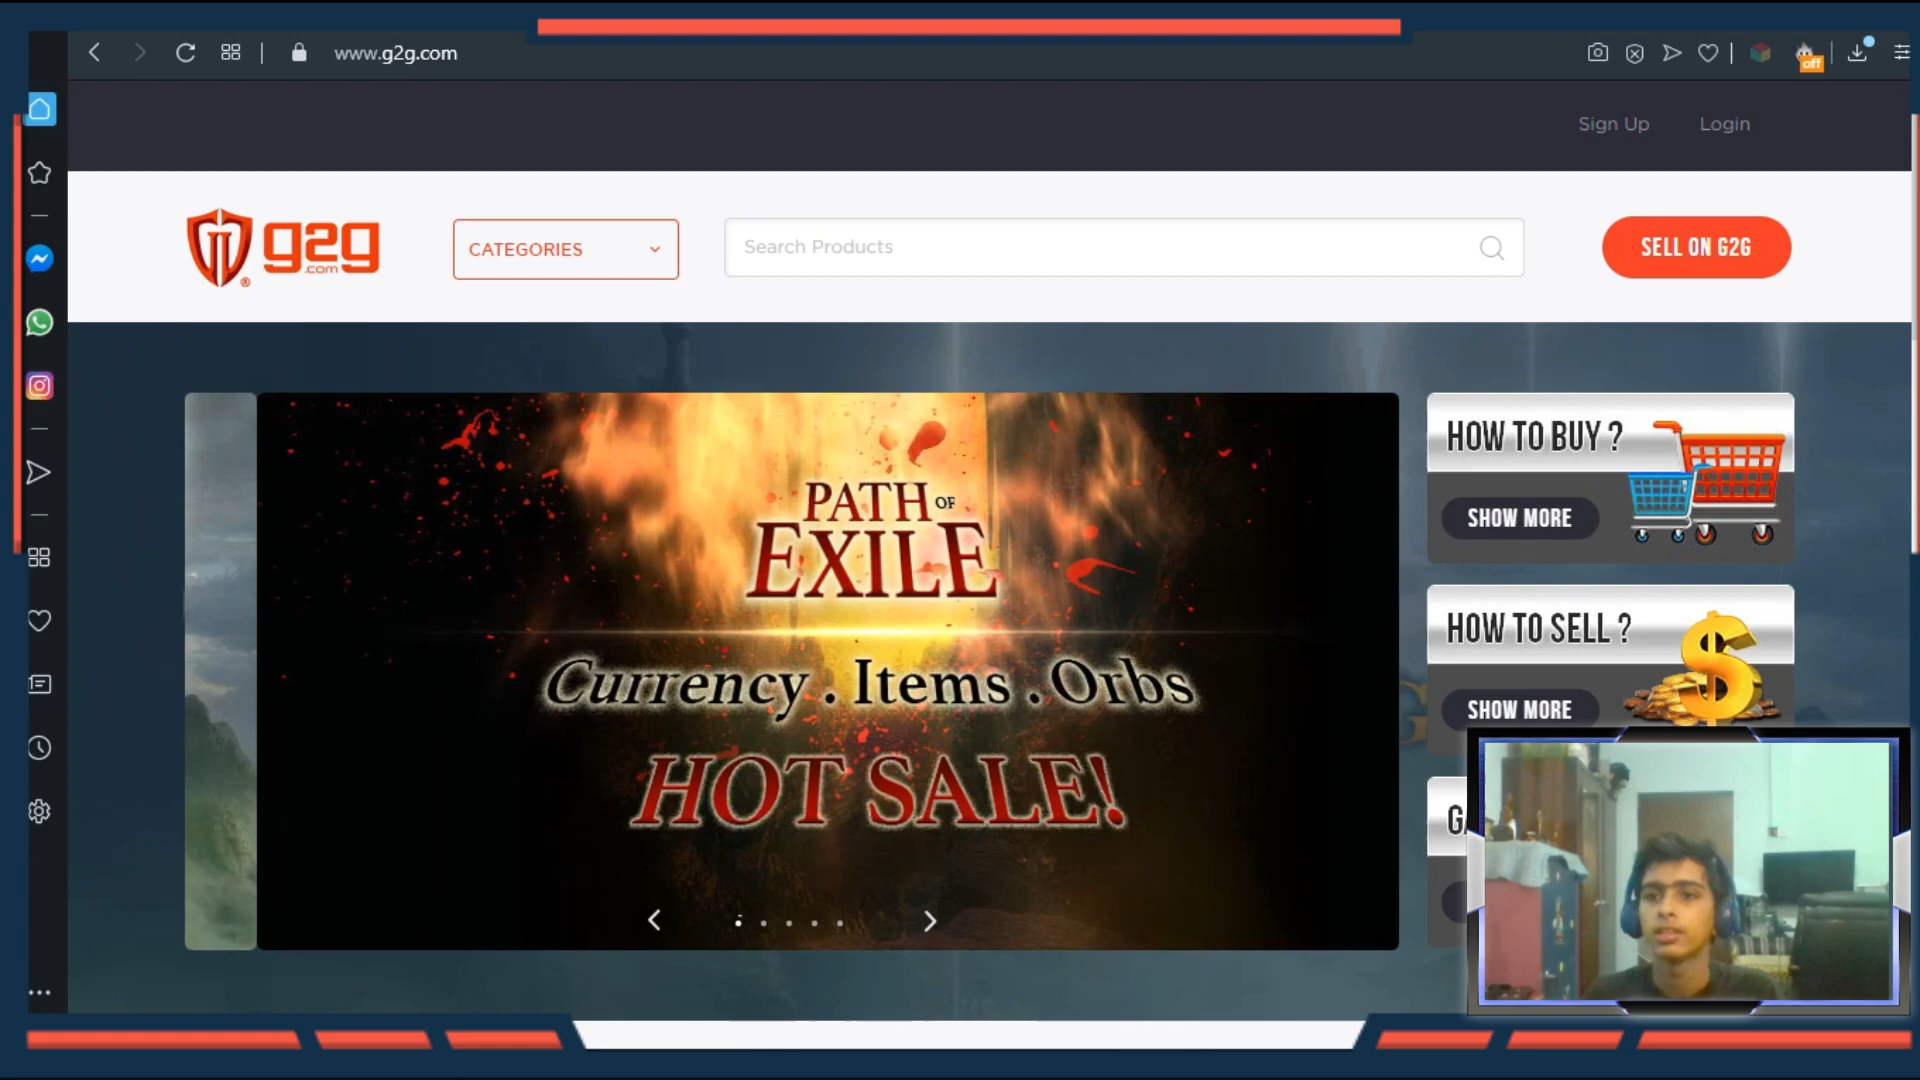 www.g2g.com
off
Sign Up
Login
g2g
.com
®
CATEGORIES
Search Products
SELL ON G2G
PATH OF
EXILE
Currency . Items . Orbs
HOT SALE!
HOW TO BUY ?
SHOW MORE
HOW TO SELL ?
SHOW MORE